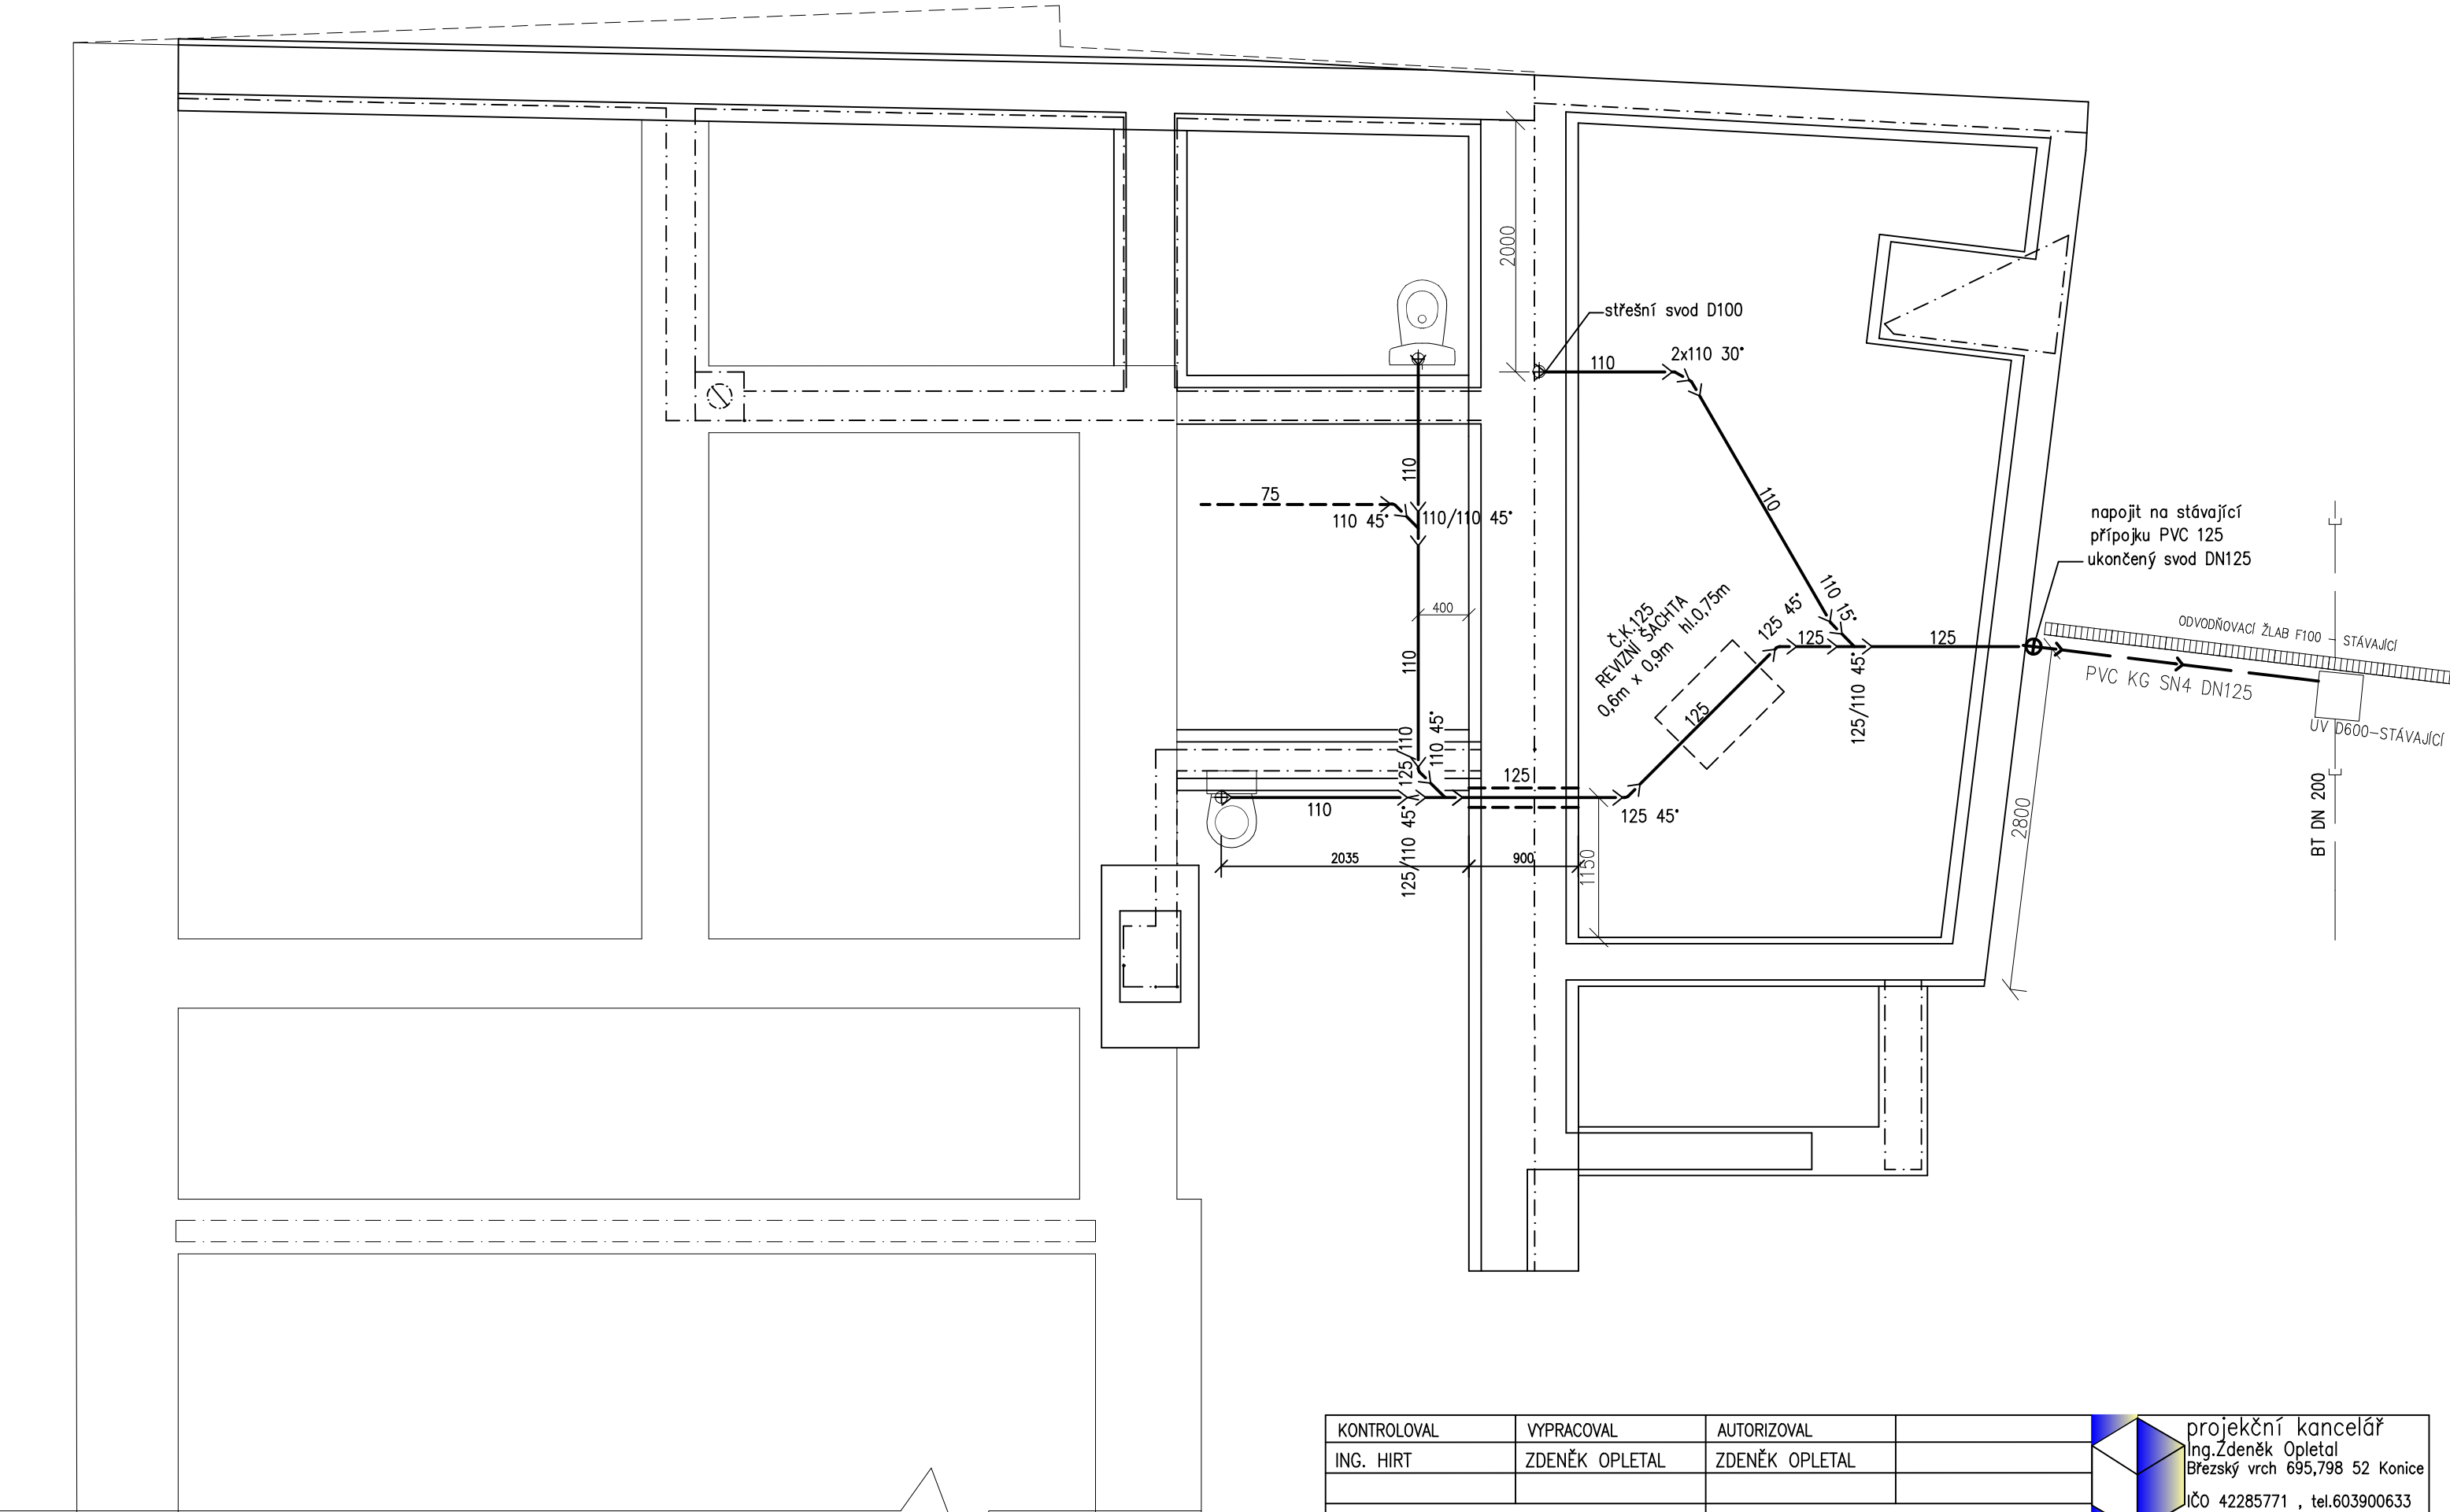 2000
střešní svod D100
110
2x110 30°
110
75
110 45°
110/110 45°
110
napojit na stávající
přípojku PVC 125
ukončený svod DN125
400
110
Č.K.125
REVIZNÍ ŠACHTA
0,6m x 0,9m hl.0,75m
125 45°
110 15°
125
125
125/110 45°
125
ODVODŇOVACÍ ŽLAB F100 - STÁVAJÍCÍ
PVC KG SN4 DN125
UV D600-STÁVAJÍCÍ
BT DN 200
2800
110
110 45°
125
125
110
125/110 45°
125 45°
2035
900
1150
KONTROLOVAL
VYPRACOVAL
AUTORIZOVAL
ING. HIRT
ZDENĚK OPLETAL
ZDENĚK OPLETAL
projekční kancelář
Ing.Zdeněk Opletal
Březský vrch 695,798 52 Konice
IČO 42285771 , tel.603900633